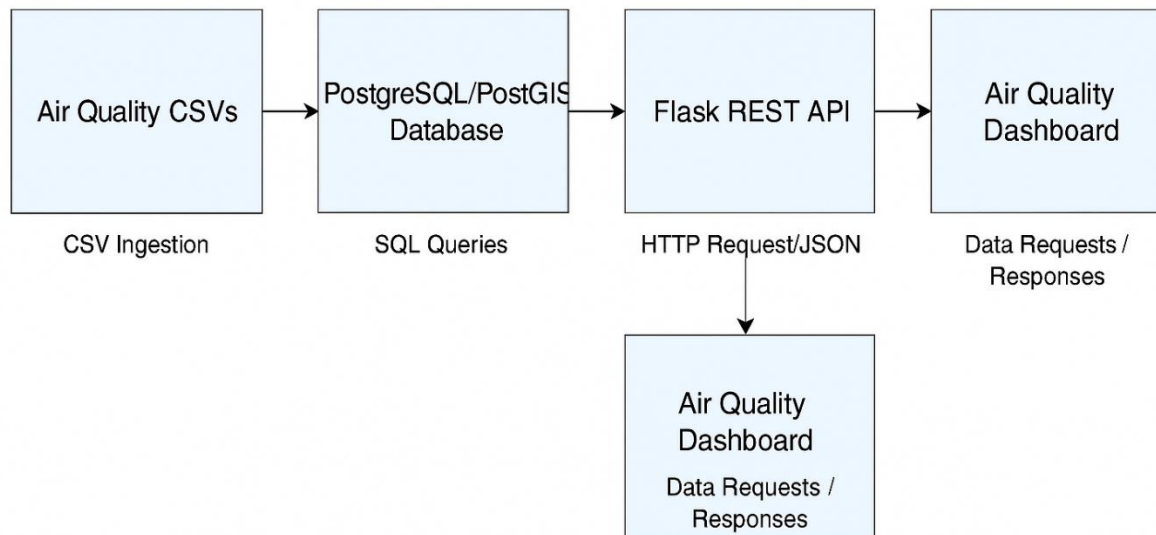 Air Quality CSVs
PostgreSQL/PostGIS
Database
Flask REST API
Air Quality
Dashboard
CSV Ingestion
SQL Queries
HTTP Request/JSON
Data Requests /
Responses
Air Quality
Dashboard
Data Requests /
Responses